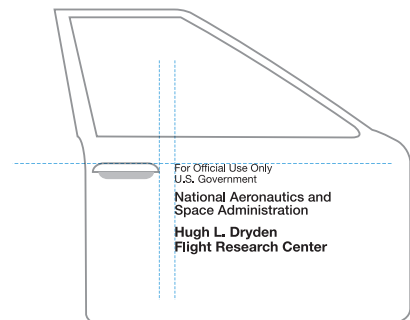 For Official Use Only
U.S. Government
National Aeronautics and
Space Administration
Hugh L. Dryden
Flight Research Center